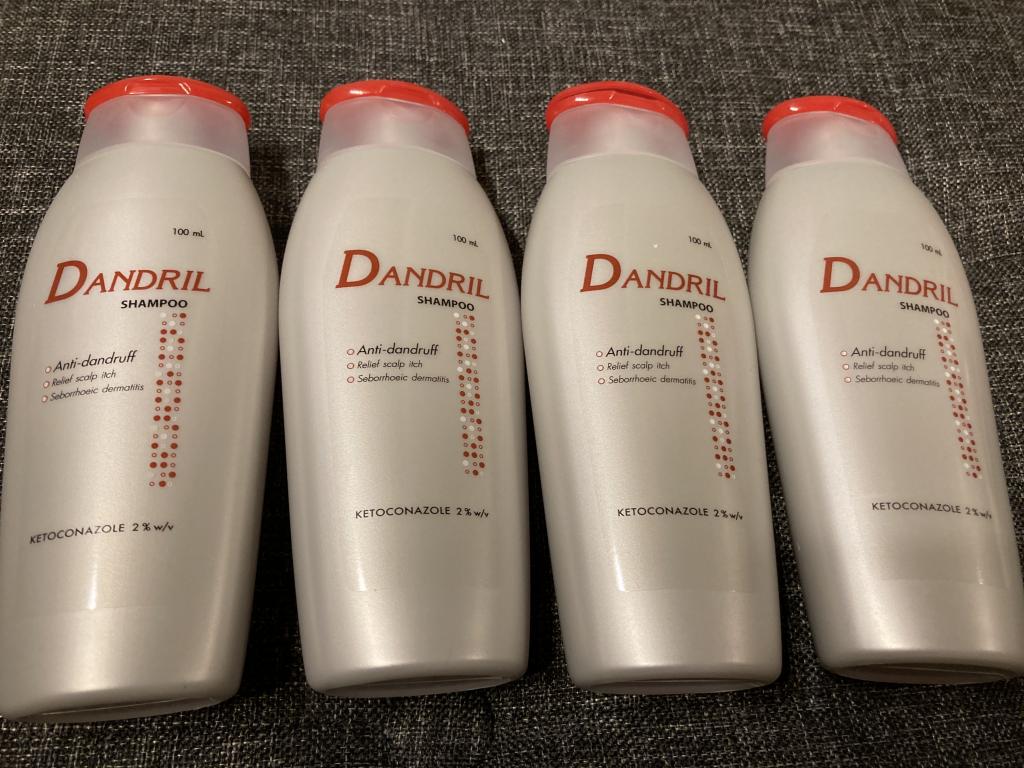 100 mL
DANDRIL
SHAMPOO
Anti-dandruff
Relief scalp itch
Seborrhoeic dermatitis
KETOCONAZOLE 2% w/v
100 mL
DANDRIL
SHAMPOO
Anti-dandruff
Relief scalp itch
Seborrhoeic dermatitis
KETOCONAZOLE 2% w/v
100 mL
DANDRIL
SHAMPOO
Anti-dandruff
Relief scalp itch
Seborrhoeic dermatitis
KETOCONAZOLE 2% w/v
100 mL
DANDRIL
SHAMPOO
Anti-dandruff
Relief scalp itch
Seborrhoeic dermatitis
KETOCONAZOLE 2% w/v